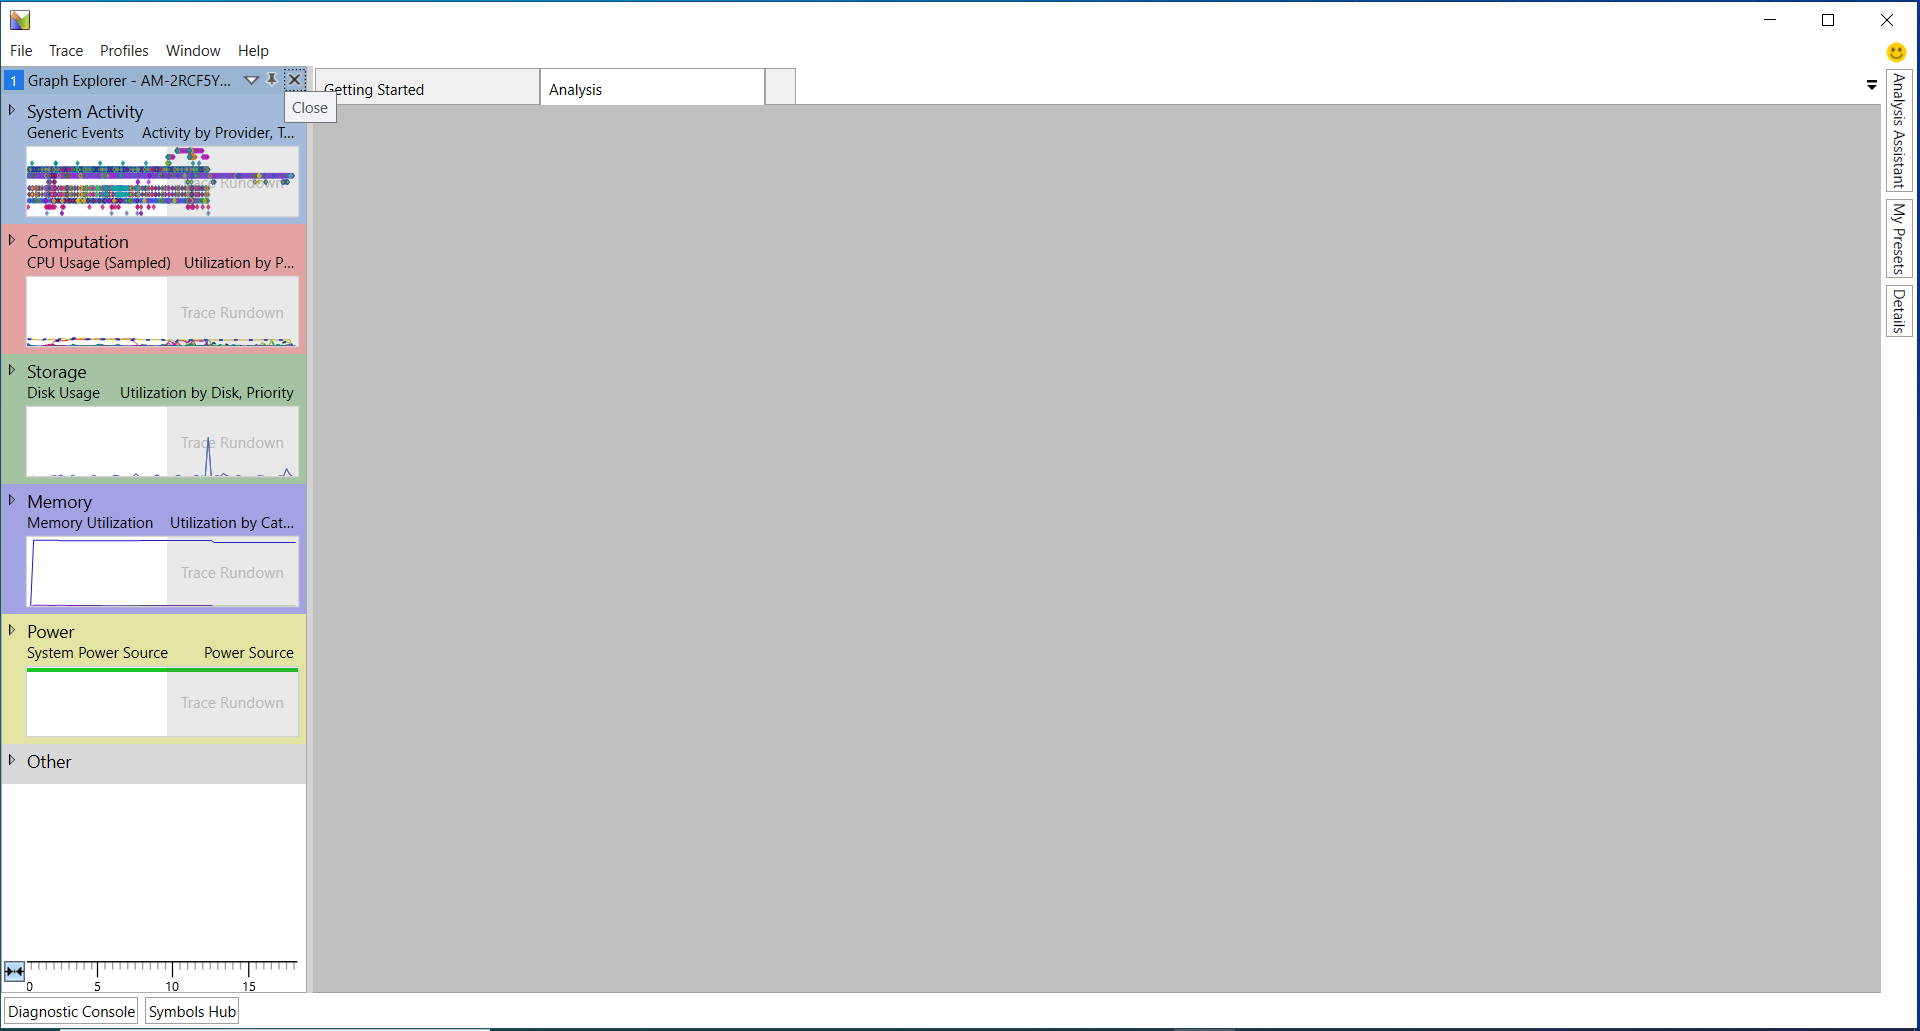 File Trace Profiles Window Help
1 Graph Explorer - AM-2RCF5Y...
Close
Getting Started
Analysis
System Activity
Generic Events Activity by Provider, T...
Trace Rundown
Computation
CPU Usage (Sampled) Utilization by P...
Trace Rundown
Storage
Disk Usage Utilization by Disk, Priority
Trace Rundown
Memory
Memory Utilization Utilization by Cat...
Trace Rundown
Power
System Power Source Power Source
Trace Rundown
Other
0 5 10 15
Diagnostic Console Symbols Hub
Analysis Assistant
My Presets
Details